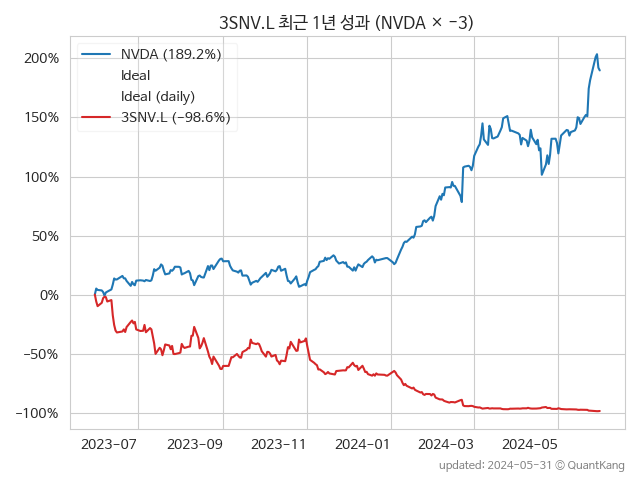 3SNV.L 최근 1년 성과 (NVDA × −3)
NVDA (189.2%)
Ideal
Ideal (daily)
3SNV.L (−98.6%)
200%
150%
100%
50%
0%
−50%
−100%
2023-07 2023-09 2023-11 2024-01 2024-03 2024-05
updated: 2024-05-31 © QuantKang